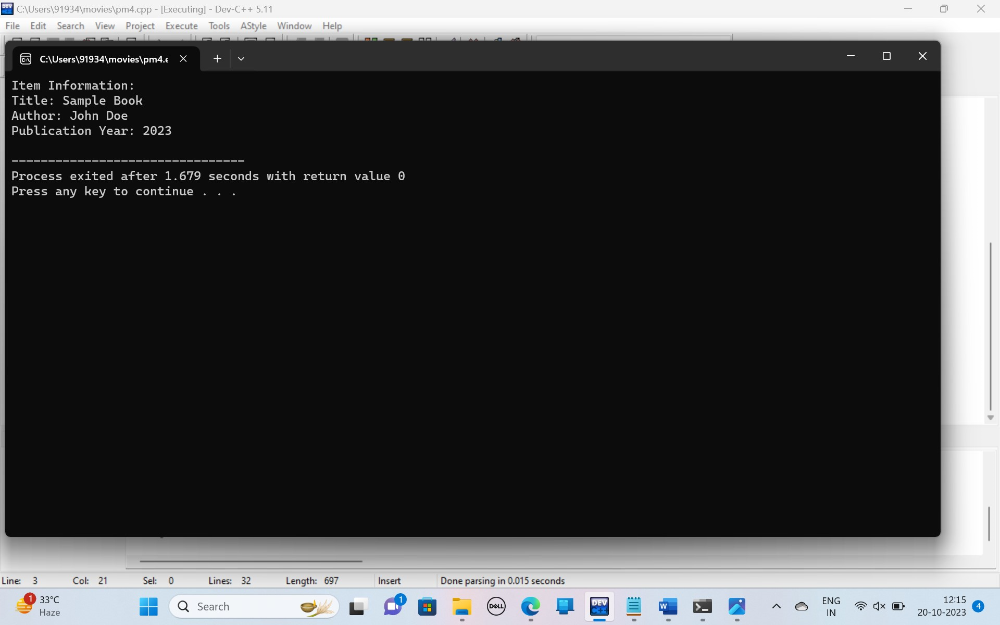 C:\Users\91934\movies\pm4.cpp - [Executing] - Dev-C++ 5.11
File Edit Search View Project Execute Tools AStyle Window Help
C:\Users\91934\movies\pm4.e
Item Information:
Title: Sample Book
Author: John Doe
Publication Year: 2023
--------------------------------
Process exited after 1.679 seconds with return value 0
Press any key to continue . . .
Line: 3 Col: 21 Sel: 0 Lines: 32 Length: 697 Insert Done parsing in 0.015 seconds
1 33°C
Haze
Search
1
DELL
DEV
C++
W
ENG
IN
12:15
20-10-2023
4